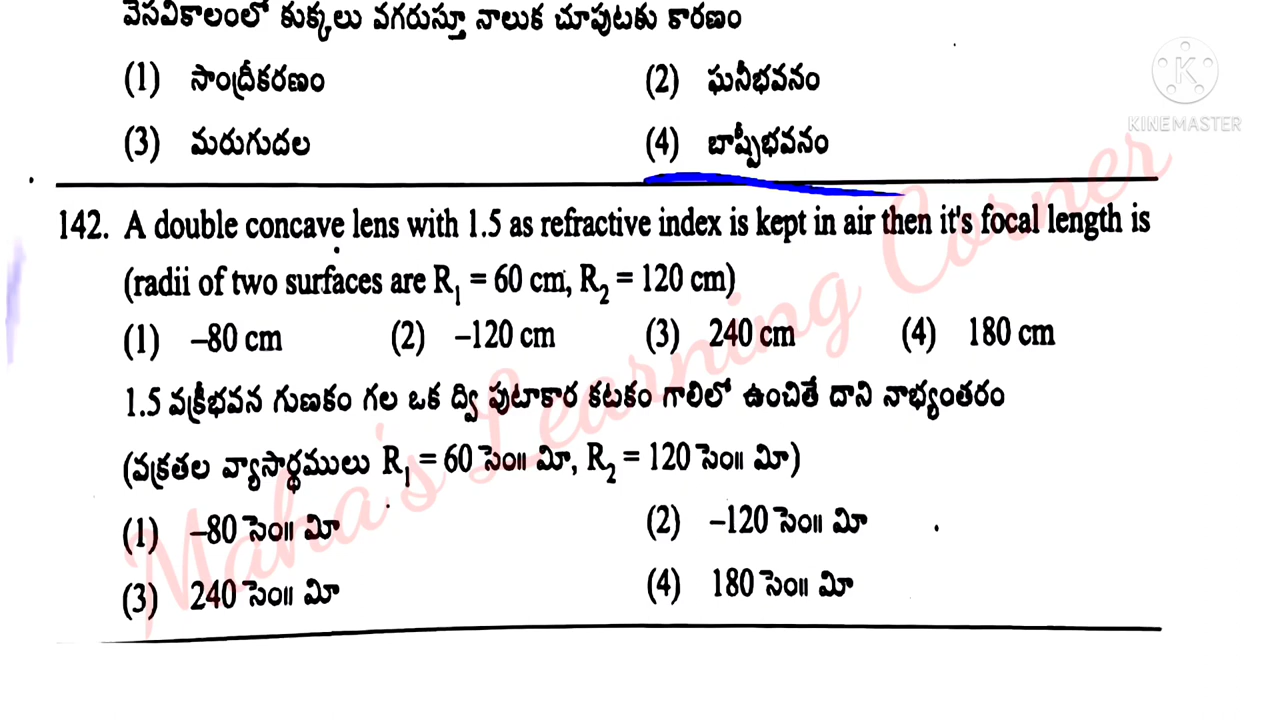 వేసవికాలంలో కుక్కలు వగరుస్తూ నాలుక చూపుటకు కారణం
(1) సాంద్రీకరణం (2) ఘనీభవనం
(3) మరుగుదల (4) బాష్పీభవనం
K
KINEMASTER
142. A double concave lens with 1.5 as refractive index is kept in air then it's focal length is
(radii of two surfaces are R₁ = 60 cm, R₂ = 120 cm)
(1) –80 cm (2) –120 cm (3) 240 cm (4) 180 cm
1.5 వక్రీభవన గుణకం గల ఒక ద్వి పుటాకార కటకం గాలిలో ఉంచితే దాని నాభ్యంతరం
(వక్రతల వ్యాసార్థములు R₁ = 60 సెం॥ మీ, R₂ = 120 సెం॥ మీ)
(1) –80 సెం॥ మీ (2) –120 సెం॥ మీ
(3) 240 సెం॥ మీ (4) 180 సెం॥ మీ
Maha's Learning Corner